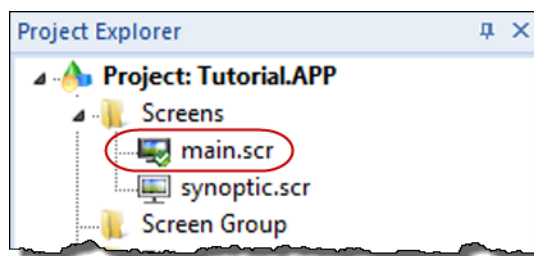 Project Explorer
Project: Tutorial.APP
Screens
main.scr
synoptic.scr
Screen Group